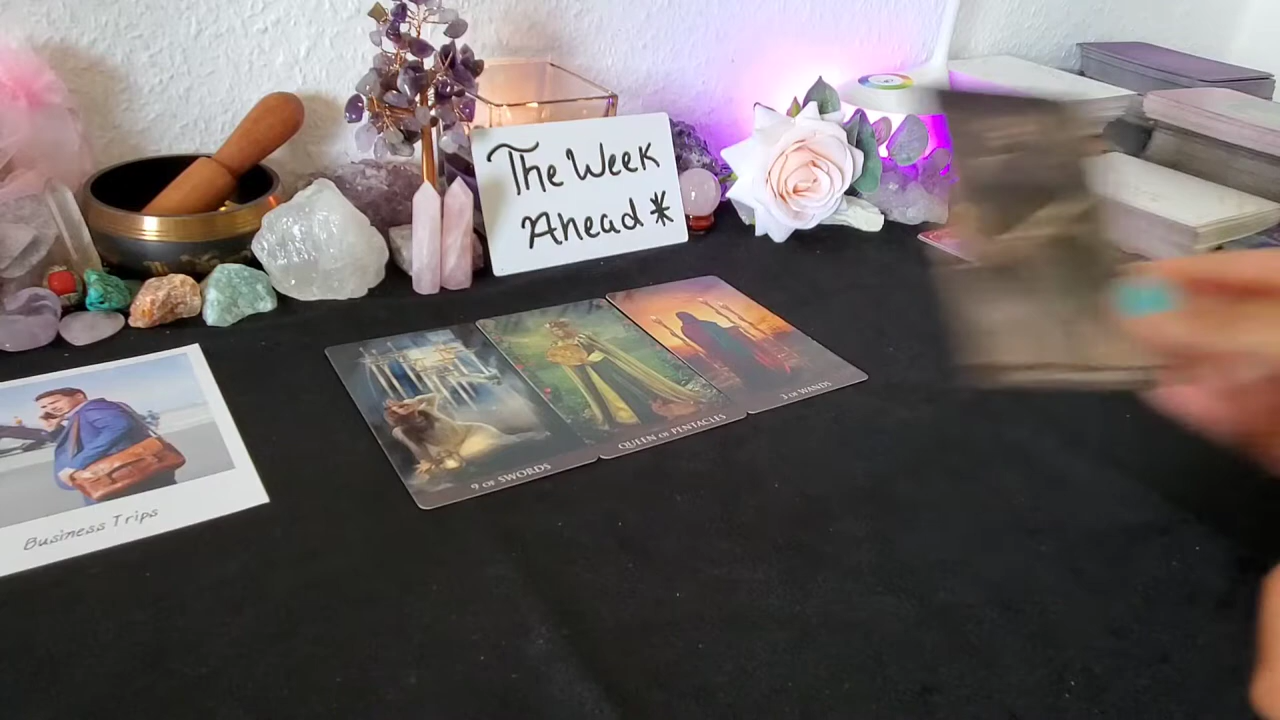 The Week
Ahead *
9 OF SWORDS
QUEEN OF PENTACLES
3 OF WANDS
Business Trips